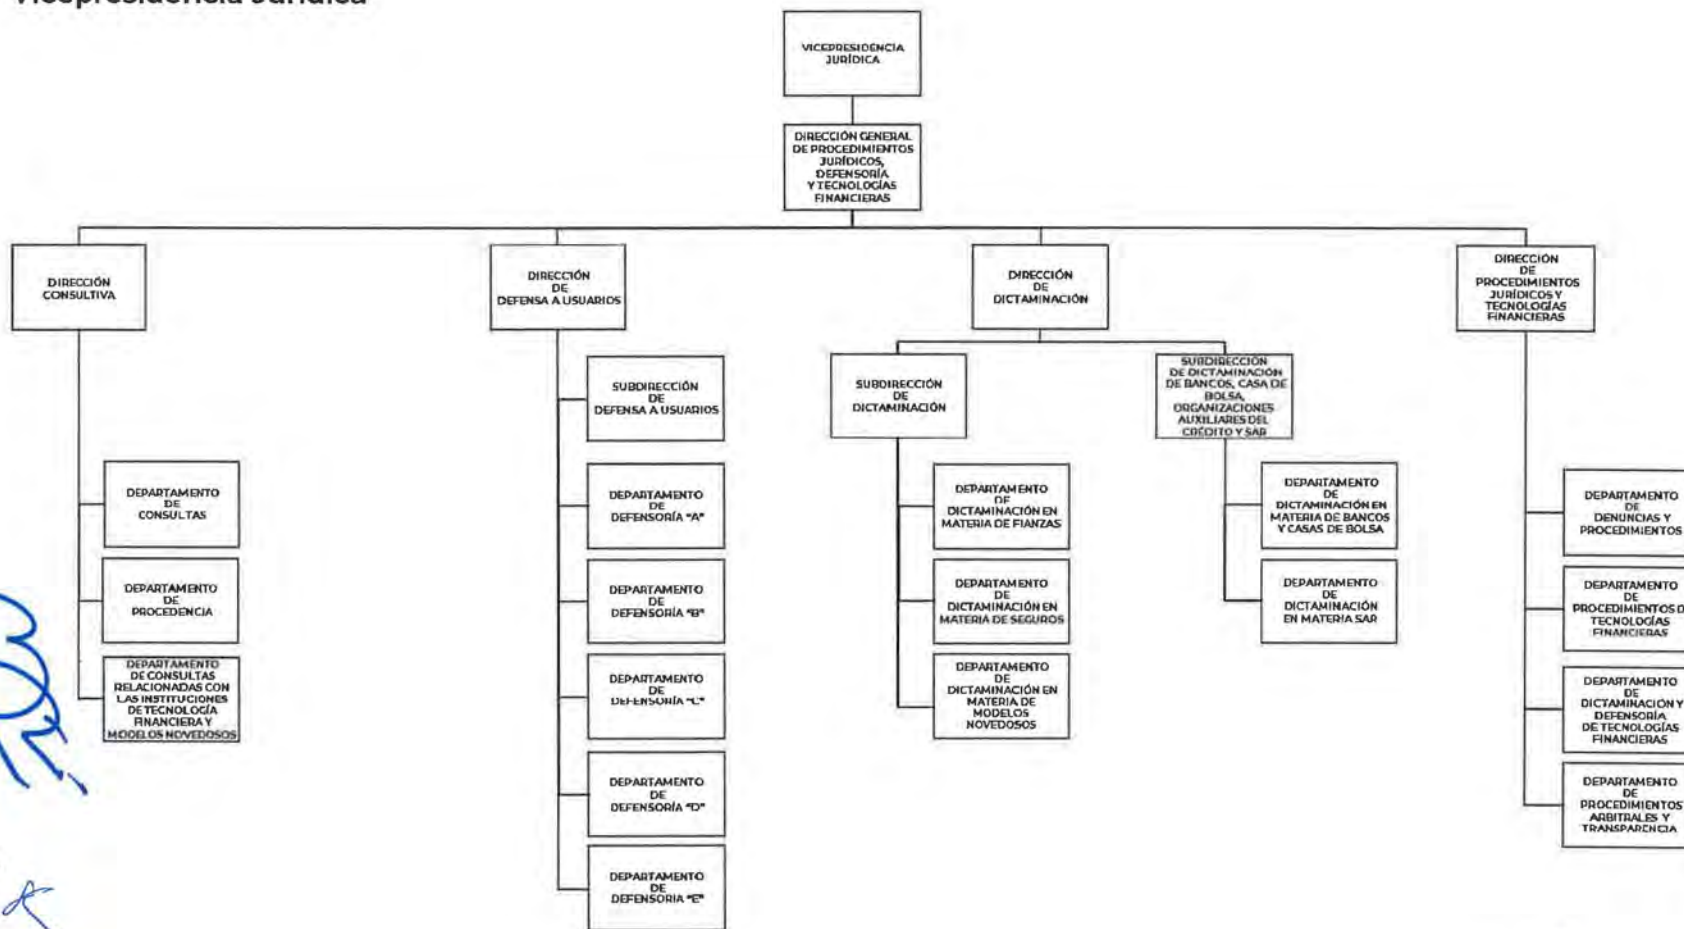 Vicepresidencia Jurídica
VICEPRESIDENCIA
JURÍDICA
DIRECCIÓN GENERAL
DE PROCEDIMIENTOS
JURÍDICOS,
DEFENSORÍA
Y TECNOLOGÍAS
FINANCIERAS
DIRECCIÓN
CONSULTIVA
DIRECCIÓN
DE
DEFENSA A USUARIOS
DIRECCIÓN
DE
DICTAMINACIÓN
DIRECCIÓN
DE
PROCEDIMIENTOS
JURÍDICOS Y
TECNOLOGÍAS
FINANCIERAS
SUBDIRECCIÓN
DE
DEFENSA A USUARIOS
SUBDIRECCIÓN
DE
DICTAMINACIÓN
SUBDIRECCIÓN
DE DICTAMINACIÓN
DE BANCOS, CASA DE
BOLSA,
ORGANIZACIONES
AUXILIARES DEL
CRÉDITO Y SAR
DEPARTAMENTO
DE
CONSULTAS
DEPARTAMENTO
DE
PROCEDENCIA
DEPARTAMENTO
DE CONSULTAS
RELACIONADAS CON
LAS INSTITUCIONES
DE TECNOLOGÍA
FINANCIERA Y
MODELOS NOVEDOSOS
DEPARTAMENTO
DE
DEFENSORÍA "A"
DEPARTAMENTO
DE
DEFENSORÍA "B"
DEPARTAMENTO
DE
DEFENSORÍA "C"
DEPARTAMENTO
DE
DEFENSORÍA "D"
DEPARTAMENTO
DE
DEFENSORIA "E"
DEPARTAMENTO
DE
DICTAMINACIÓN EN
MATERIA DE FIANZAS
DEPARTAMENTO
DE
DICTAMINACIÓN EN
MATERIA DE SEGUROS
DEPARTAMENTO
DE
DICTAMINACIÓN EN
MATERIA DE
MODELOS
NOVEDOSOS
DEPARTAMENTO
DE
DICTAMINACIÓN EN
MATERIA DE BANCOS
Y CASAS DE BOLSA
DEPARTAMENTO
DE
DICTAMINACIÓN
EN MATERIA SAR
DEPARTAMENTO
DE
DENUNCIAS Y
PROCEDIMIENTOS
DEPARTAMENTO
DE
PROCEDIMIENTOS
TECNOLOGÍAS
FINANCIERAS
DEPARTAMENTO
DE
DICTAMINACIÓN Y
DEFENSORÍA
DE TECNOLOGÍAS
FINANCIERAS
DEPARTAMENTO
DE
PROCEDIMIENTOS
ARBITRALES Y
TRANSPARENCIA